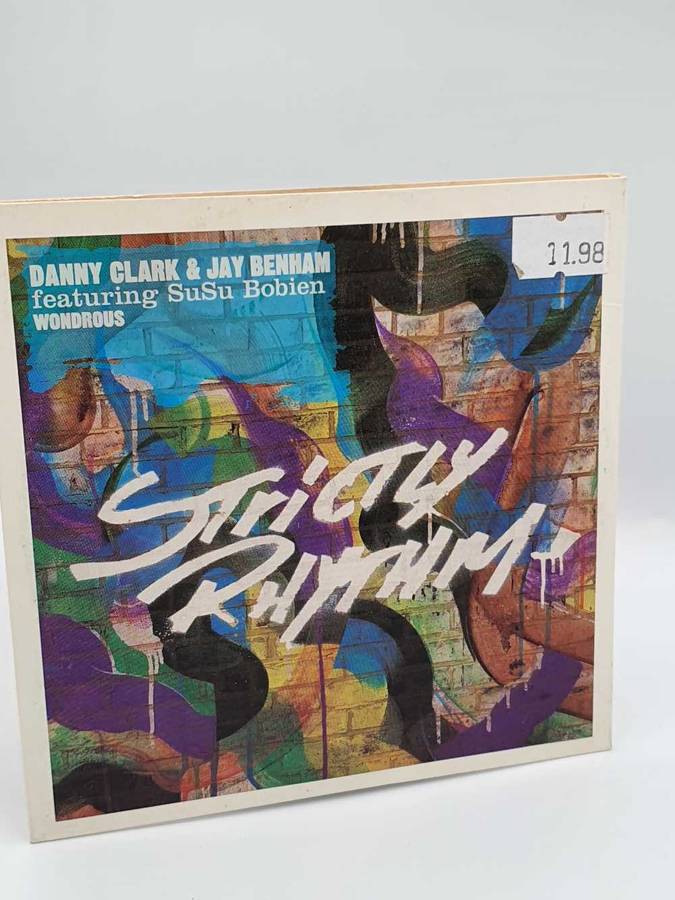 DANNY CLARK & JAY BENHAM
featuring SuSu Bobien
WONDROUS
11.98
STRICTLY
RHYTHM